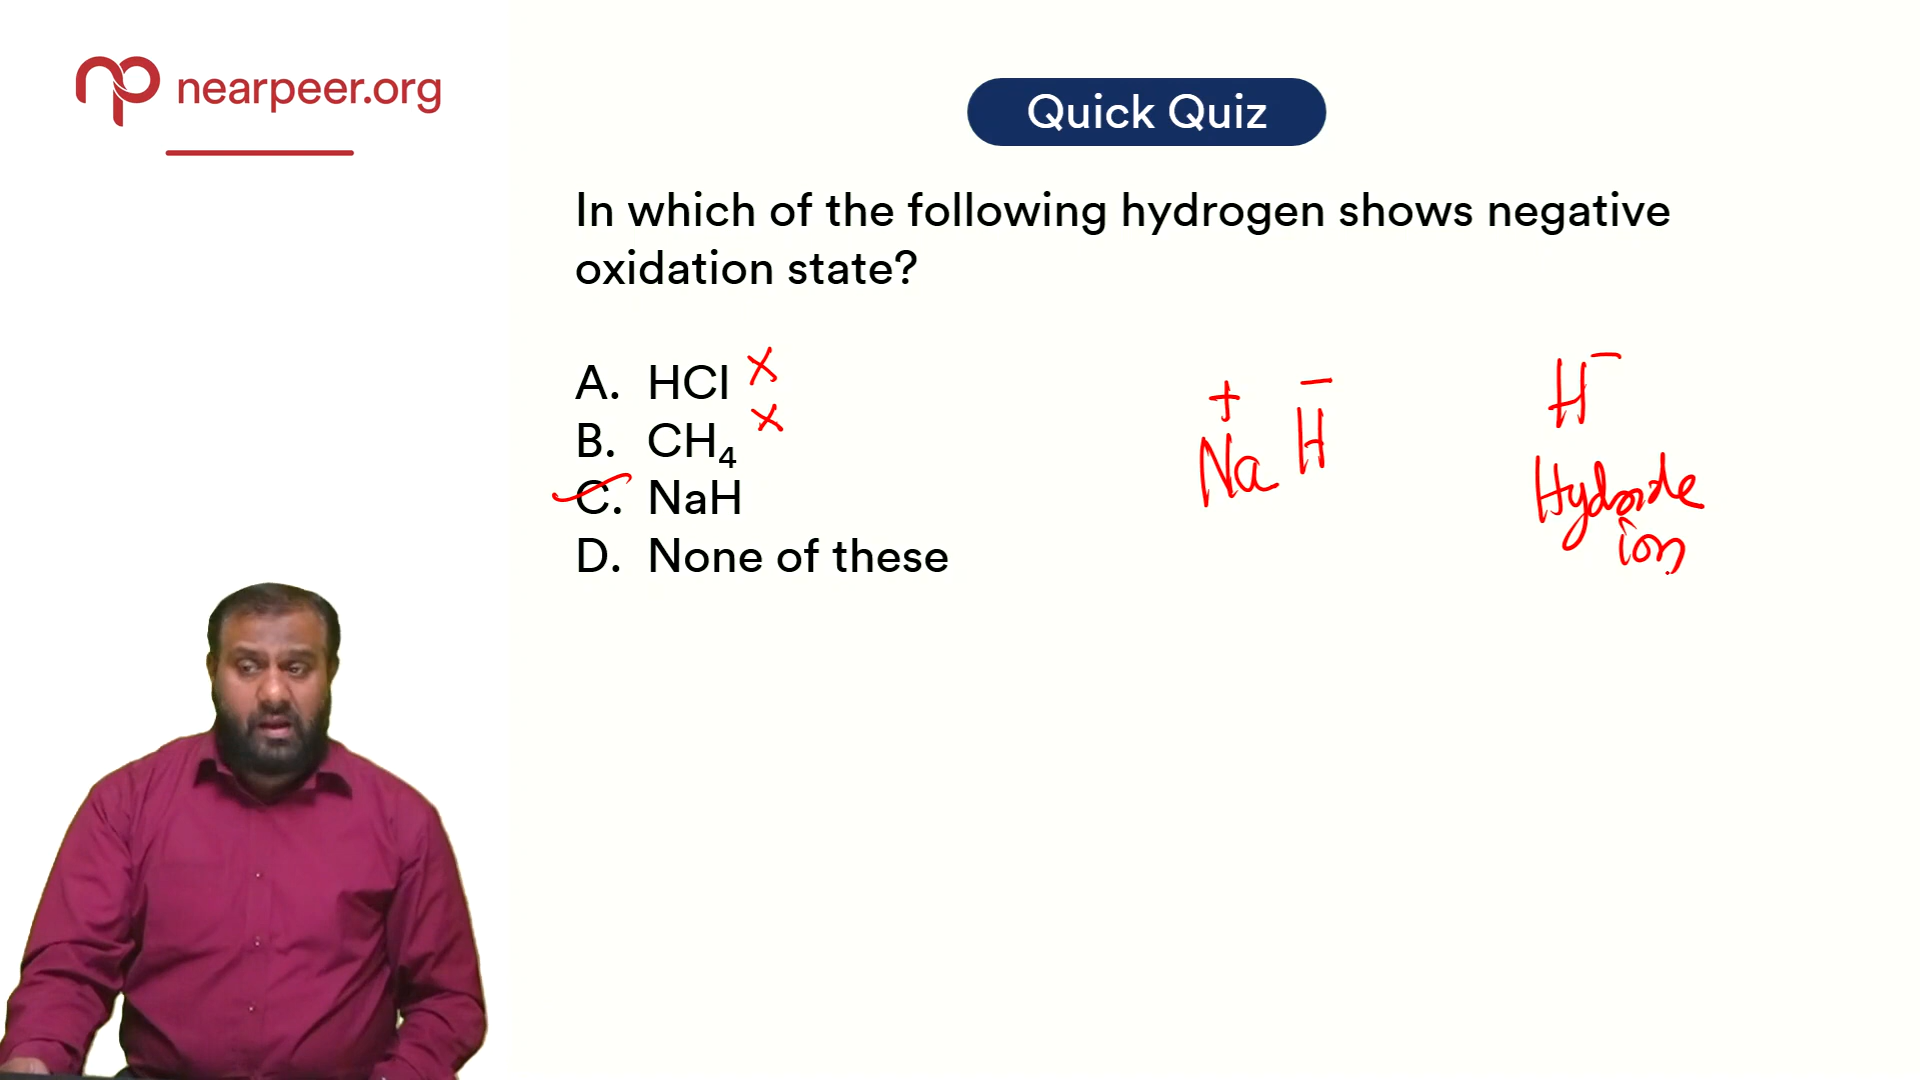 nearpeer.org
Quick Quiz
In which of the following hydrogen shows negative
oxidation state?
A. HCl ×
B. CH₄ ×
C. NaH
D. None of these
+ −
Na H
H⁻
Hydride
ion